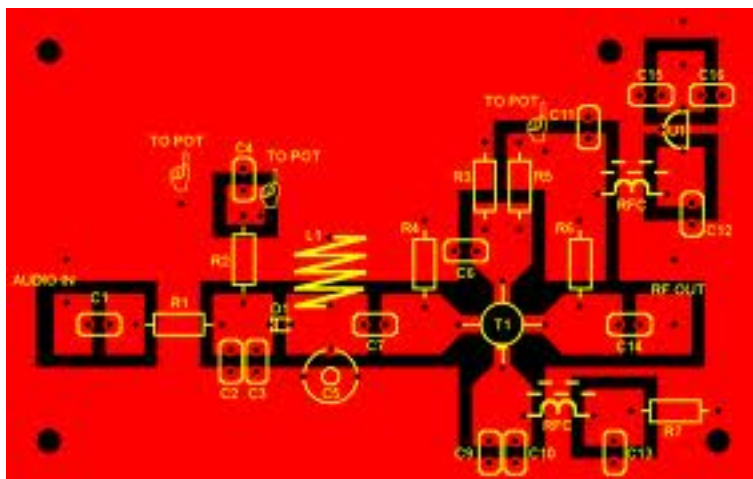 C15 C16
TO POT
C11
U1
TO POT
C4
TO POT
R3
R5
RFC
C12
L1
R4
R6
R2
C6
AUDIO IN
RF OUT
C1
R1
D1
T1
C7
C14
C2 C3
C5
RFC
R7
C9
C10
C13